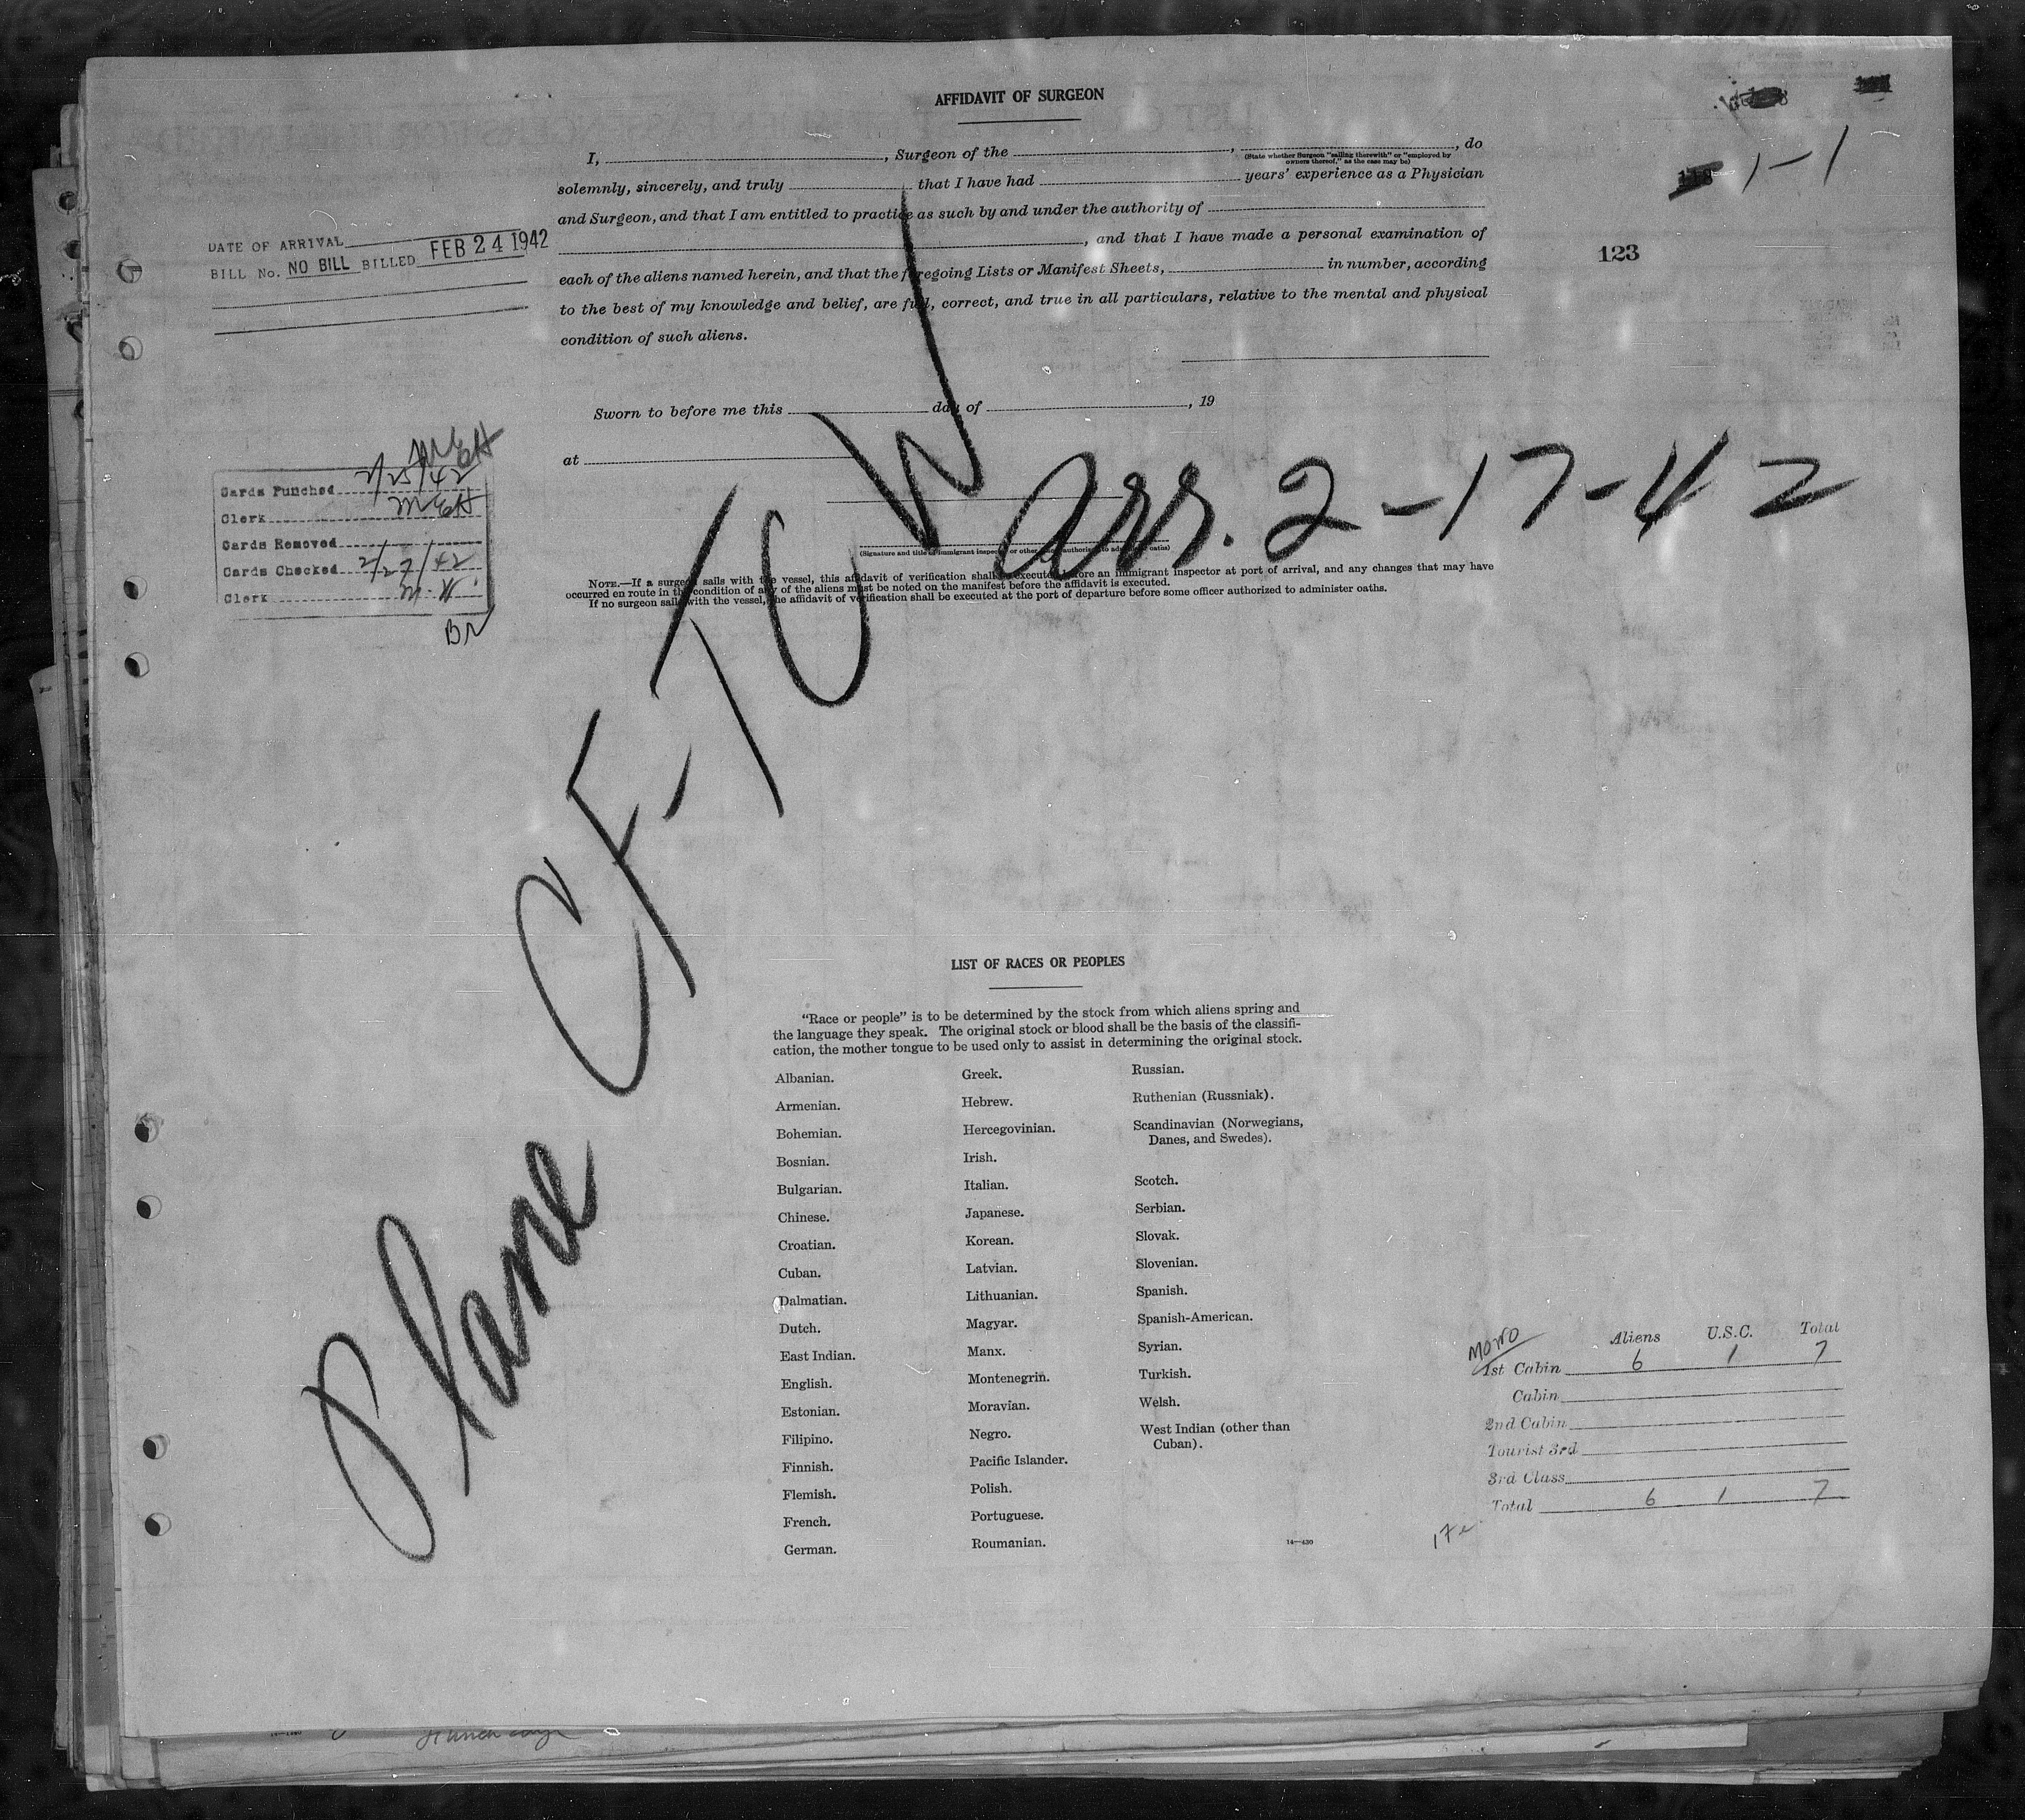 AFFIDAVIT OF SURGEON
I, , Surgeon of the , , do
(State whether Surgeon "sailing therewith" or "employed by
owners thereof," as the case may be)
solemnly, sincerely, and truly that I have had years' experience as a Physician
and Surgeon, and that I am entitled to practice as such by and under the authority of
, and that I have made a personal examination of
each of the aliens named herein, and that the foregoing Lists or Manifest Sheets, in number, according
to the best of my knowledge and belief, are full, correct, and true in all particulars, relative to the mental and physical
condition of such aliens.
Sworn to before me this day of , 19
at
(Signature and title of immigrant inspector or other officer authorized to administer oaths)
NOTE.—If a surgeon sails with the vessel, this affidavit of verification shall be executed before an immigrant inspector at port of arrival, and any changes that may have
occurred en route in the condition of any of the aliens must be noted on the manifest before the affidavit is executed.
If no surgeon sails with the vessel, the affidavit of verification shall be executed at the port of departure before some officer authorized to administer oaths.
1-1
123
DATE OF ARRIVAL
BILL No. NO BILL BILLED FEB 24 1942
MEH
Cards Punched 2/25/42
Clerk MEH
Cards Removed
Cards Checked 2/27/42
Clerk M.H.
Br
Plane CF-TCW
arr. 2-17-42
LIST OF RACES OR PEOPLES
"Race or people" is to be determined by the stock from which aliens spring and
the language they speak. The original stock or blood shall be the basis of the classifi-
cation, the mother tongue to be used only to assist in determining the original stock.
Albanian.
Armenian.
Bohemian.
Bosnian.
Bulgarian.
Chinese.
Croatian.
Cuban.
Dalmatian.
Dutch.
East Indian.
English.
Estonian.
Filipino.
Finnish.
Flemish.
French.
German.
Greek.
Hebrew.
Hercegovinian.
Irish.
Italian.
Japanese.
Korean.
Latvian.
Lithuanian.
Magyar.
Manx.
Montenegrin.
Moravian.
Negro.
Pacific Islander.
Polish.
Portuguese.
Roumanian.
Russian.
Ruthenian (Russniak).
Scandinavian (Norwegians,
Danes, and Swedes).
Scotch.
Serbian.
Slovak.
Slovenian.
Spanish.
Spanish-American.
Syrian.
Turkish.
Welsh.
West Indian (other than
Cuban).
14—430
Aliens U.S.C. Total
1st Cabin 6 1 7
Cabin
2nd Cabin
Tourist 3rd
3rd Class
Total 6 1 7